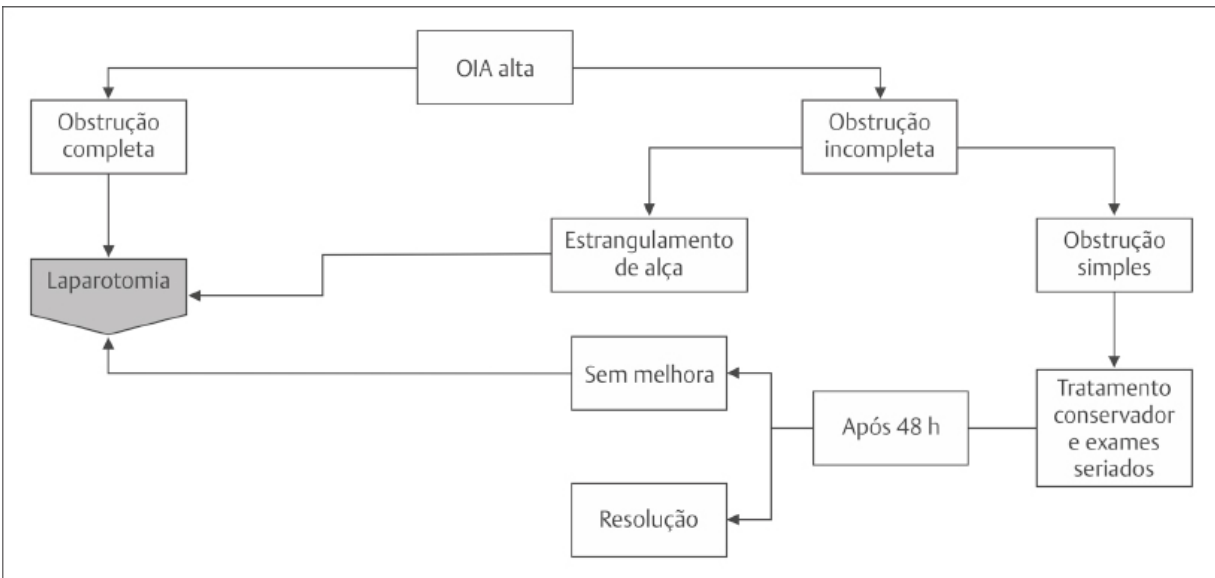 OIA alta
Obstrução
completa
Obstrução
incompleta
Estrangulamento
de alça
Obstrução
simples
Laparotomia
Sem melhora
Após 48 h
Tratamento
conservador
e exames
seriados
Resolução